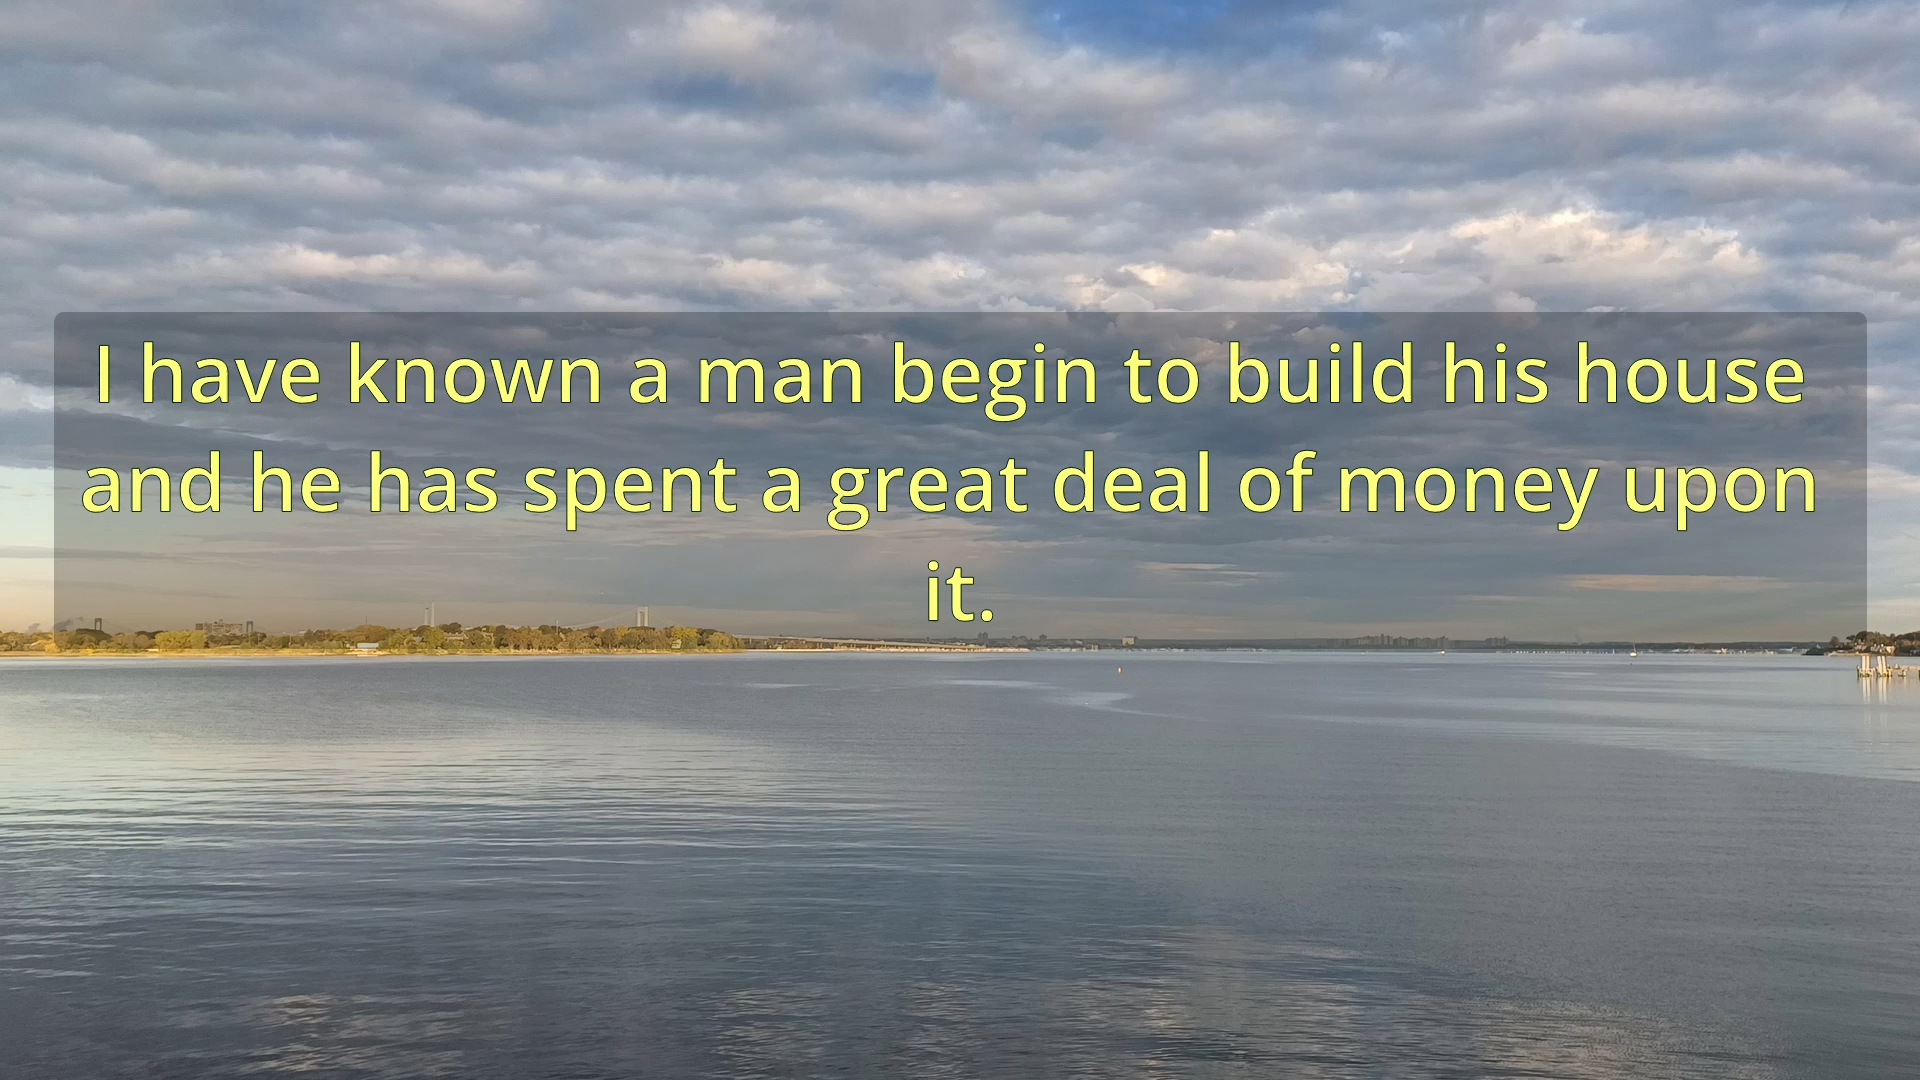 I have known a man begin to build his house
and he has spent a great deal of money upon
it.